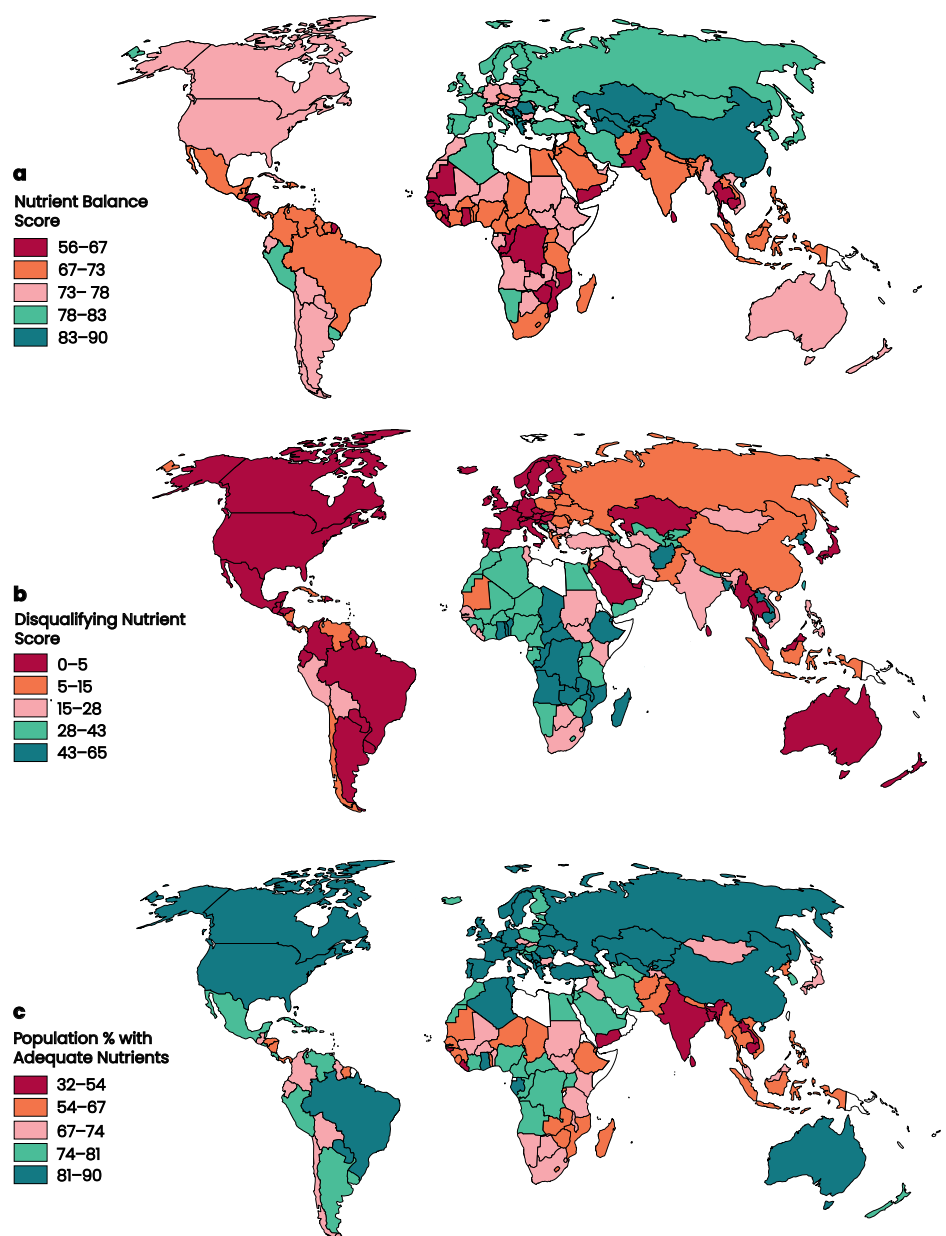 a
Nutrient Balance
Score
56–67
67–73
73– 78
78–83
83–90
b
Disqualifying Nutrient
Score
0–5
5–15
15–28
28–43
43–65
c
Population % with
Adequate Nutrients
32–54
54–67
67–74
74–81
81–90